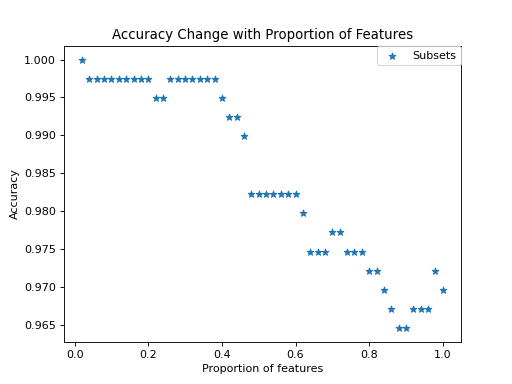 Accuracy Change with Proportion of Features
Subsets
1.000
0.995
0.990
0.985
0.980
0.975
0.970
0.965
Accuracy
0.0 0.2 0.4 0.6 0.8 1.0
Proportion of features